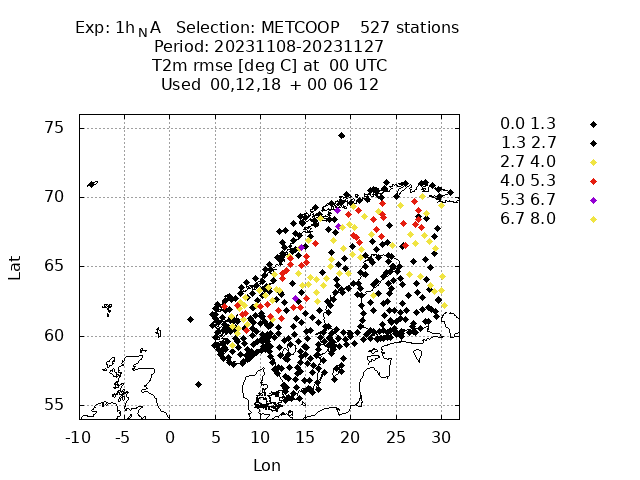 Exp: 1h_NA Selection: METCOOP 527 stations
Period: 20231108-20231127
T2m rmse [deg C] at 00 UTC
Used 00,12,18 + 00 06 12
75
70
65
60
55
Lat
-10 -5 0 5 10 15 20 25 30
Lon
0.0 1.3
1.3 2.7
2.7 4.0
4.0 5.3
5.3 6.7
6.7 8.0